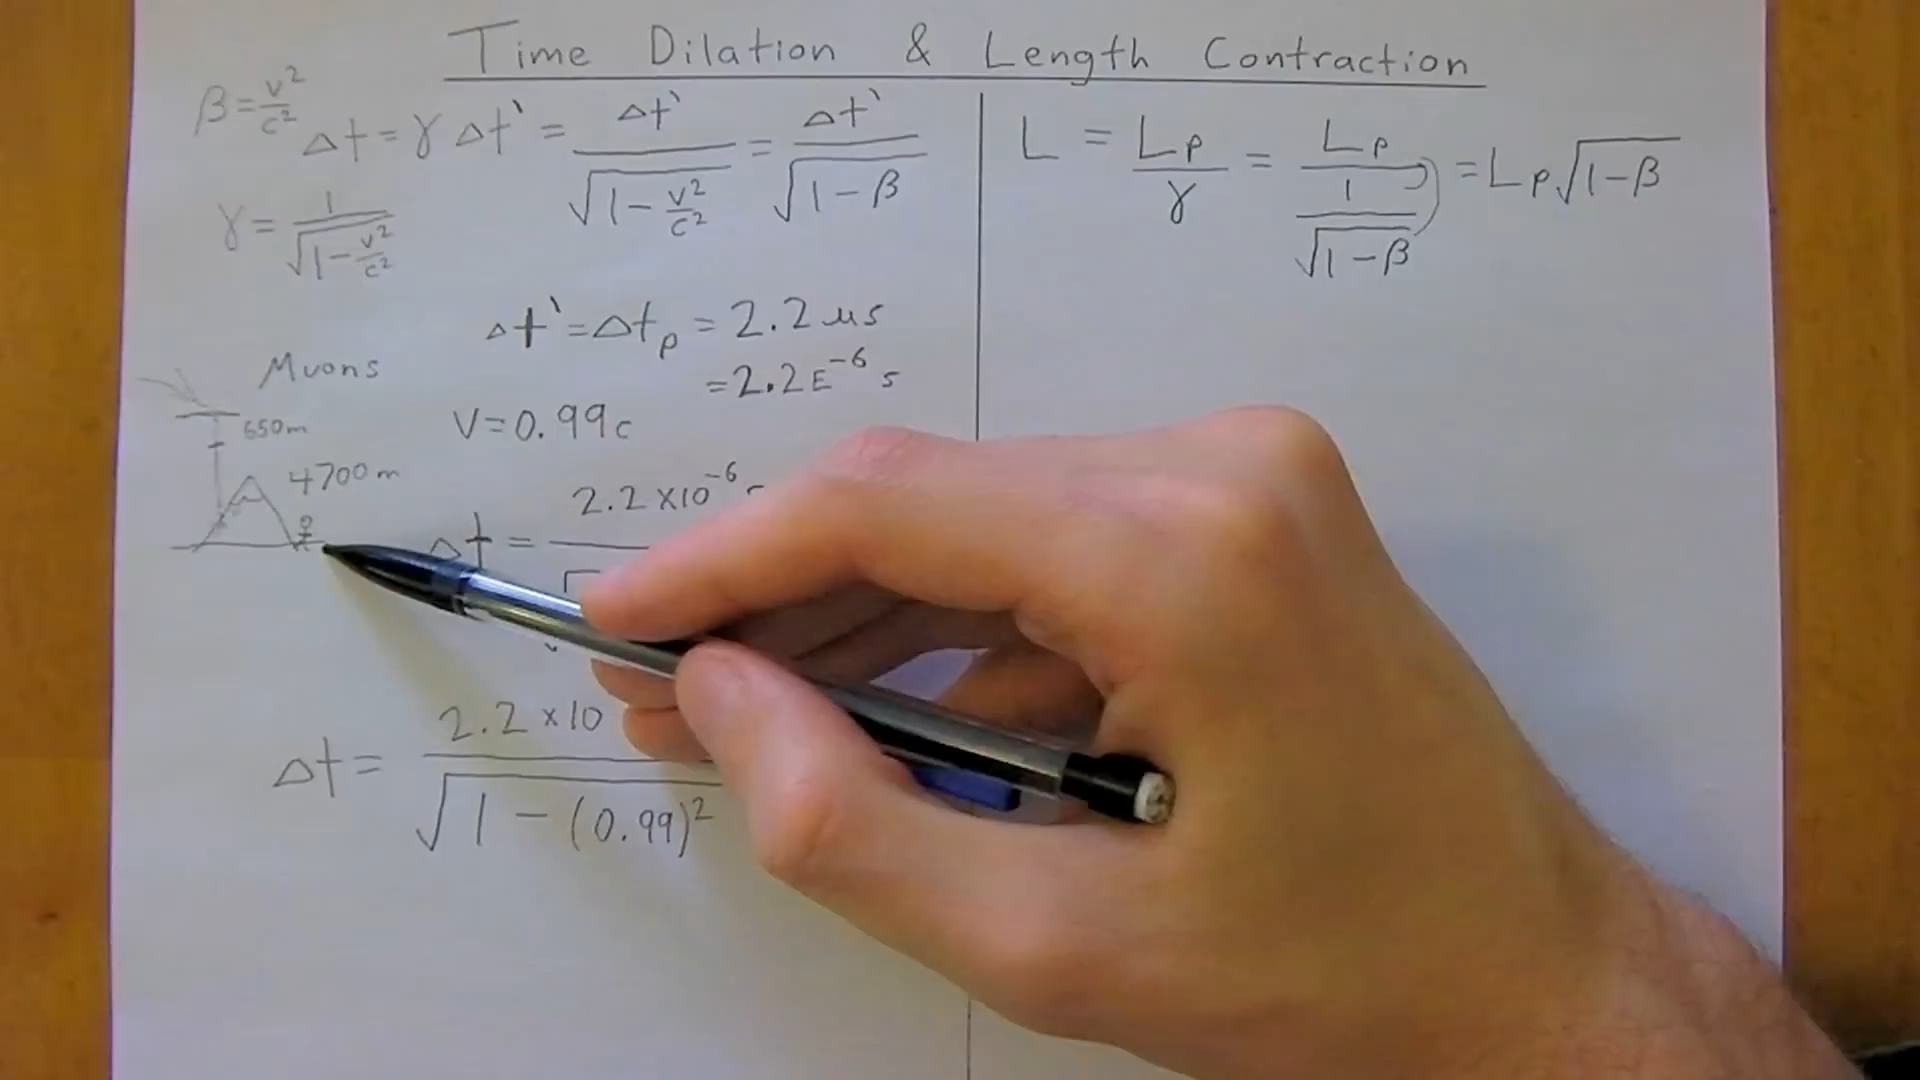 Time Dilation & Length Contraction
β = v²/c²
Δt = γ Δt' = Δt'/√(1 - v²/c²) = Δt'/√(1 - β)
γ = 1/√(1 - v²/c²)
Δt' = Δtₚ = 2.2 μs
= 2.2E⁻⁶ s
Muons
650m
4700m
V = 0.99c
Δt = 2.2 x10⁻⁶
Δt = 2.2 x 10/√(1 - (0.99)²
L = Lₚ/γ = Lₚ/(1/√(1 - β)) = Lₚ√(1 - β)